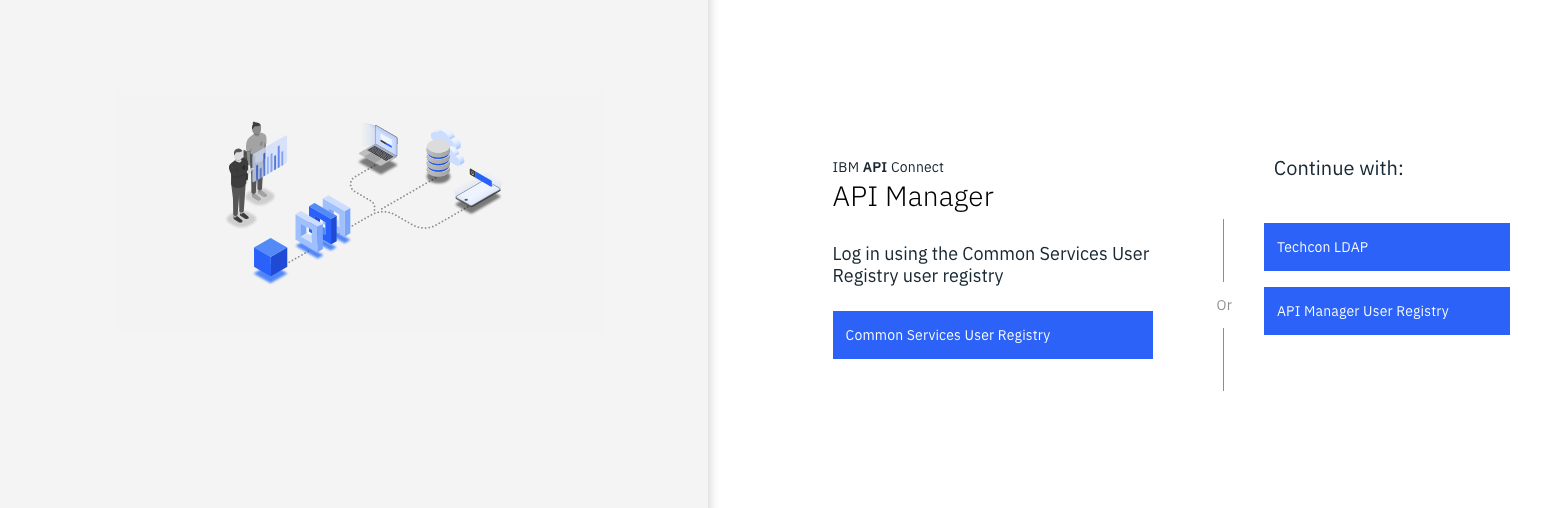 IBM API Connect
API Manager
Log in using the Common Services User
Registry user registry
Common Services User Registry
Or
Continue with:
Techcon LDAP
API Manager User Registry